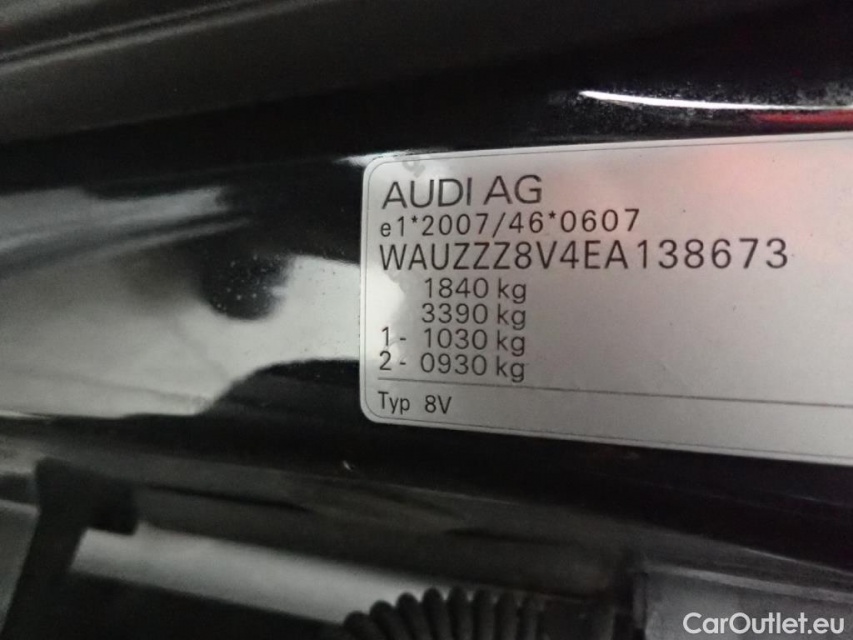 AUDI AG
e1*2007/46*0607
WAUZZZ8V4EA138673
1840 kg
3390 kg
1- 1030 kg
2- 0930 kg
Typ 8V
CarOutlet.eu